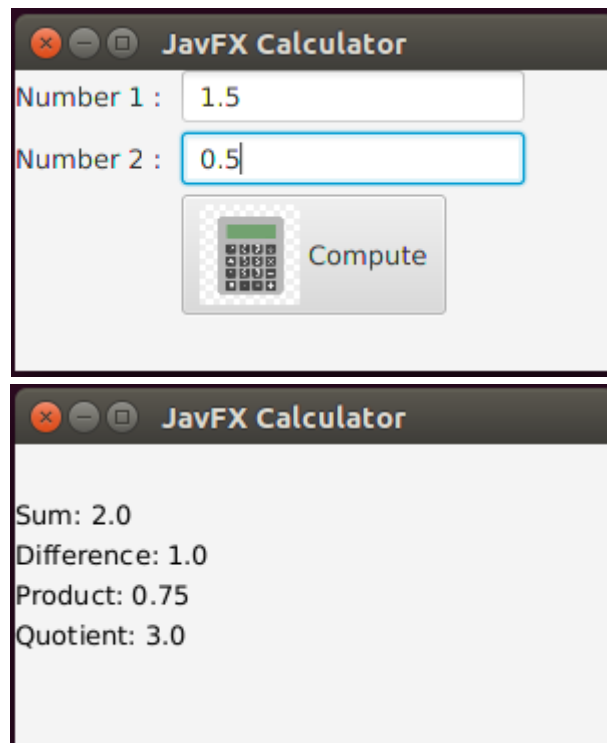 JavFX Calculator
Number 1 : 1.5
Number 2 : 0.5
Compute
JavFX Calculator
Sum: 2.0
Difference: 1.0
Product: 0.75
Quotient: 3.0